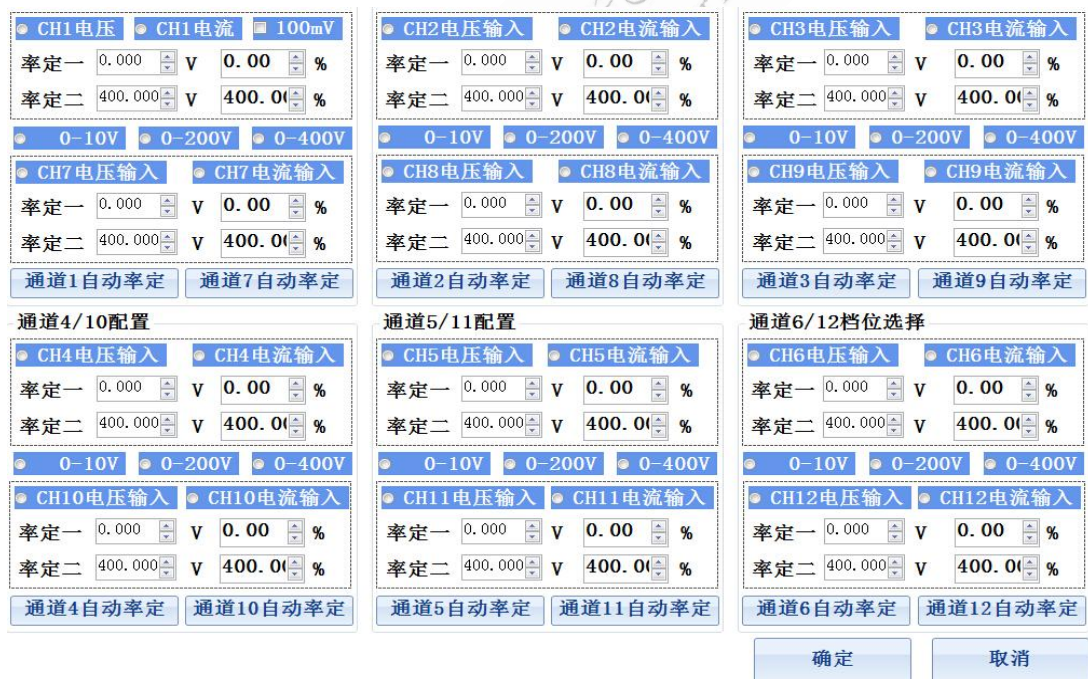 CH1电压 CH1电流 100mV
率定一 0.000 V 0.00 %
率定二 400.000 V 400.00 %
0-10V 0-200V 0-400V
CH7电压输入 CH7电流输入
率定一 0.000 V 0.00 %
率定二 400.000 V 400.00 %
通道1自动率定 通道7自动率定
CH2电压输入 CH2电流输入
率定一 0.000 V 0.00 %
率定二 400.000 V 400.00 %
0-10V 0-200V 0-400V
CH8电压输入 CH8电流输入
率定一 0.000 V 0.00 %
率定二 400.000 V 400.00 %
通道2自动率定 通道8自动率定
CH3电压输入 CH3电流输入
率定一 0.000 V 0.00 %
率定二 400.000 V 400.00 %
0-10V 0-200V 0-400V
CH9电压输入 CH9电流输入
率定一 0.000 V 0.00 %
率定二 400.000 V 400.00 %
通道3自动率定 通道9自动率定
通道4/10配置
CH4电压输入 CH4电流输入
率定一 0.000 V 0.00 %
率定二 400.000 V 400.00 %
0-10V 0-200V 0-400V
CH10电压输入 CH10电流输入
率定一 0.000 V 0.00 %
率定二 400.000 V 400.00 %
通道4自动率定 通道10自动率定
通道5/11配置
CH5电压输入 CH5电流输入
率定一 0.000 V 0.00 %
率定二 400.000 V 400.00 %
0-10V 0-200V 0-400V
CH11电压输入 CH11电流输入
率定一 0.000 V 0.00 %
率定二 400.000 V 400.00 %
通道5自动率定 通道11自动率定
通道6/12档位选择
CH6电压输入 CH6电流输入
率定一 0.000 V 0.00 %
率定二 400.000 V 400.00 %
0-10V 0-200V 0-400V
CH12电压输入 CH12电流输入
率定一 0.000 V 0.00 %
率定二 400.000 V 400.00 %
通道6自动率定 通道12自动率定
确定 取消